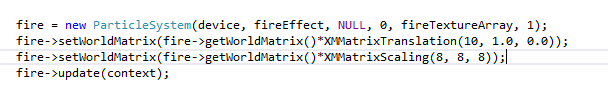 fire = new ParticleSystem(device, fireEffect, NULL, 0, fireTextureArray, 1);
fire->setWorldMatrix(fire->getWorldMatrix()*XMMatrixTranslation(10, 1.0, 0.0));
fire->setWorldMatrix(fire->getWorldMatrix()*XMMatrixScaling(8, 8, 8));
fire->update(context);